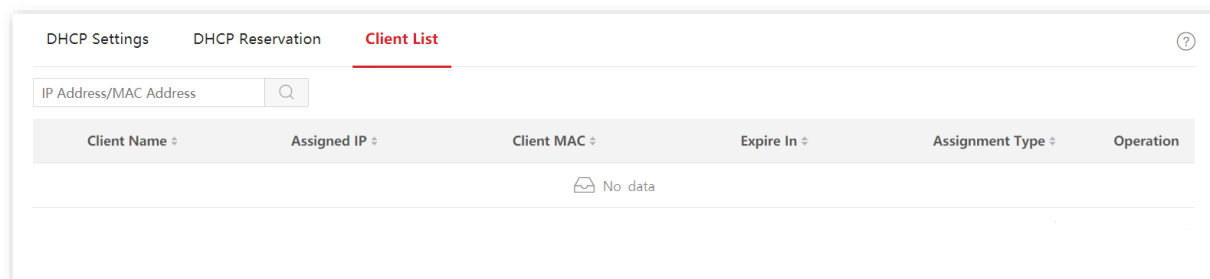 DHCP Settings DHCP Reservation Client List ?
IP Address/MAC Address
Client Name Assigned IP Client MAC Expire In Assignment Type Operation
No data